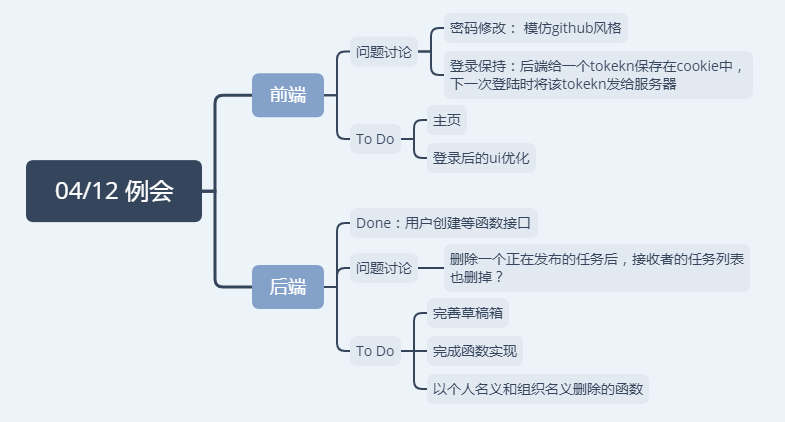 04/12 例会
前端
问题讨论
密码修改： 模仿github风格
登录保持：后端给一个tokekn保存在cookie中，
下一次登陆时将该tokekn发给服务器
To Do
主页
登录后的ui优化
后端
Done：用户创建等函数接口
问题讨论
删除一个正在发布的任务后，接收者的任务列表
也删掉？
To Do
完善草稿箱
完成函数实现
以个人名义和组织名义删除的函数